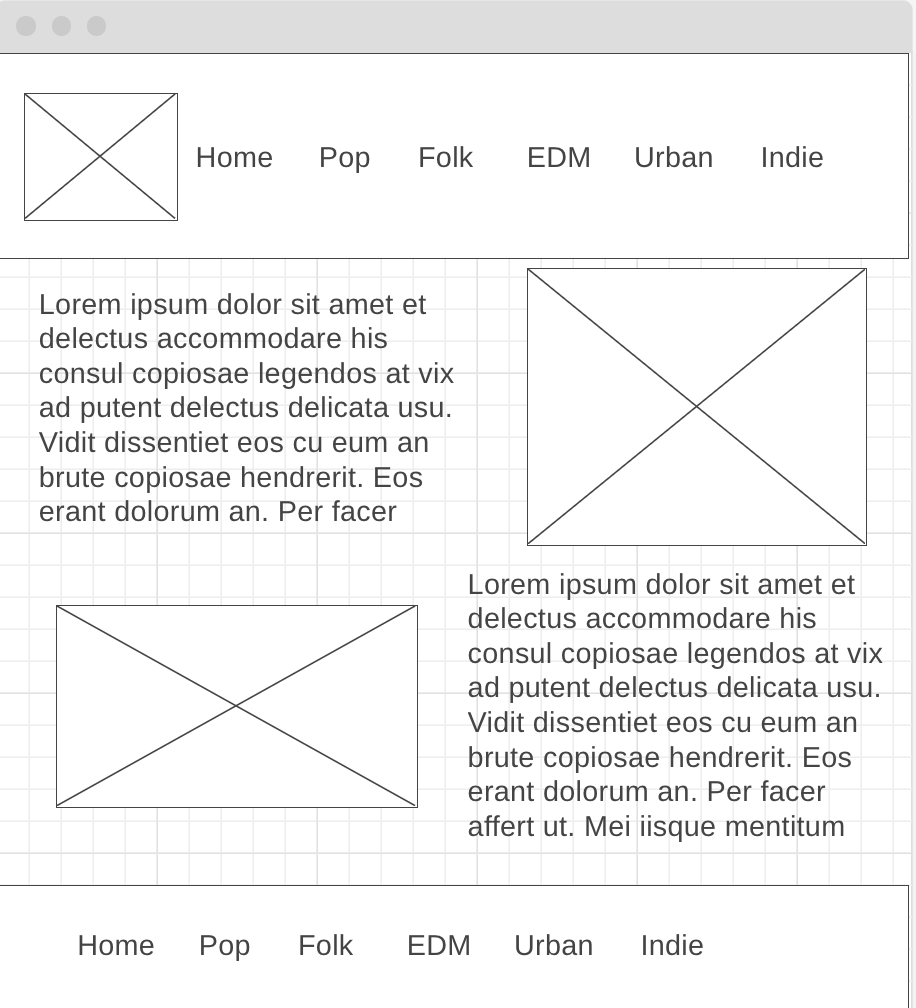 Home Pop Folk EDM Urban Indie
Lorem ipsum dolor sit amet et
delectus accommodare his
consul copiosae legendos at vix
ad putent delectus delicata usu.
Vidit dissentiet eos cu eum an
brute copiosae hendrerit. Eos
erant dolorum an. Per facer
Lorem ipsum dolor sit amet et
delectus accommodare his
consul copiosae legendos at vix
ad putent delectus delicata usu.
Vidit dissentiet eos cu eum an
brute copiosae hendrerit. Eos
erant dolorum an. Per facer
affert ut. Mei iisque mentitum
Home Pop Folk EDM Urban Indie